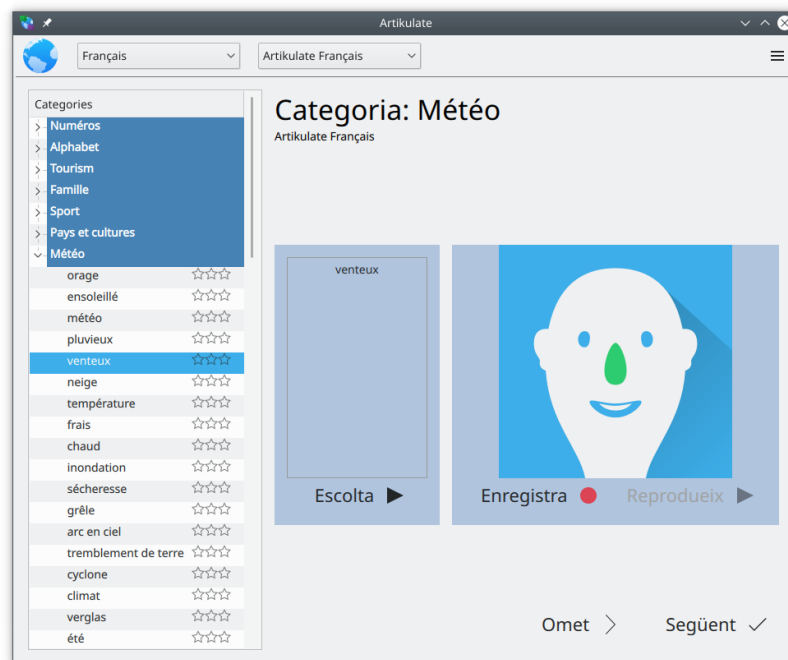 Artikulate
Français
Artikulate Français
Categories
Numéros
Alphabet
Tourism
Famille
Sport
Pays et cultures
Météo
orage
ensoleillé
météo
pluvieux
venteux
neige
température
frais
chaud
inondation
sécheresse
grêle
arc en ciel
tremblement de terre
cyclone
climat
verglas
été
Categoria: Météo
Artikulate Français
venteux
Escolta
Enregistra
Reprodueix
Omet
Següent